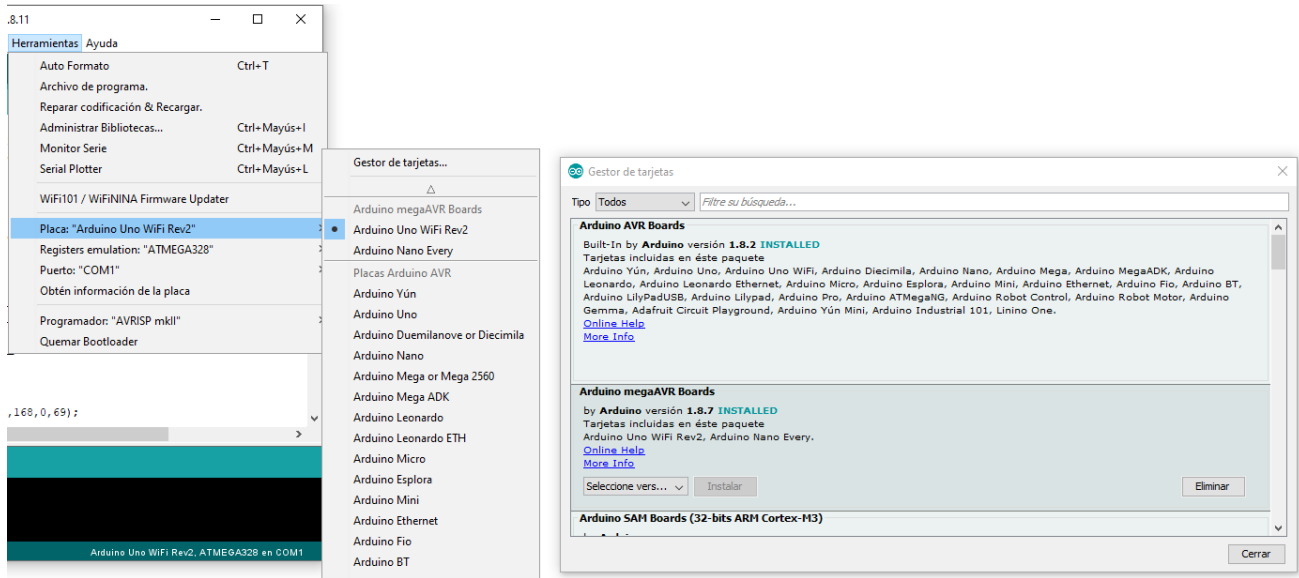 .8.11
Herramientas Ayuda
Auto Formato Ctrl+T
Archivo de programa.
Reparar codificación & Recargar.
Administrar Bibliotecas... Ctrl+Mayús+I
Monitor Serie Ctrl+Mayús+M
Serial Plotter Ctrl+Mayús+L
WiFi101 / WiFiNINA Firmware Updater
Placa: "Arduino Uno WiFi Rev2"
Registers emulation: "ATMEGA328"
Puerto: "COM1"
Obtén información de la placa
Programador: "AVRISP mkII"
Quemar Bootloader
,168,0,69);
Arduino Uno WiFi Rev2, ATMEGA328 en COM1
Gestor de tarjetas...
Arduino megaAVR Boards
Arduino Uno WiFi Rev2
Arduino Nano Every
Placas Arduino AVR
Arduino Yún
Arduino Uno
Arduino Duemilanove or Diecimila
Arduino Nano
Arduino Mega or Mega 2560
Arduino Mega ADK
Arduino Leonardo
Arduino Leonardo ETH
Arduino Micro
Arduino Esplora
Arduino Mini
Arduino Ethernet
Arduino Fio
Arduino BT
Gestor de tarjetas
Tipo Todos Filtre su búsqueda...
Arduino AVR Boards
Built-In by Arduino versión 1.8.2 INSTALLED
Tarjetas incluidas en éste paquete
Arduino Yún, Arduino Uno, Arduino Uno WiFi, Arduino Diecimila, Arduino Nano, Arduino Mega, Arduino MegaADK, Arduino
Leonardo, Arduino Leonardo Ethernet, Arduino Micro, Arduino Esplora, Arduino Mini, Arduino Ethernet, Arduino Fio, Arduino BT,
Arduino LilyPadUSB, Arduino Lilypad, Arduino Pro, Arduino ATMegaNG, Arduino Robot Control, Arduino Robot Motor, Arduino
Gemma, Adafruit Circuit Playground, Arduino Yún Mini, Arduino Industrial 101, Linino One.
Online Help
More Info
Arduino megaAVR Boards
by Arduino versión 1.8.7 INSTALLED
Tarjetas incluidas en éste paquete
Arduino Uno WiFi Rev2, Arduino Nano Every.
Online Help
More Info
Seleccione vers... Instalar Eliminar
Arduino SAM Boards (32-bits ARM Cortex-M3)
Cerrar